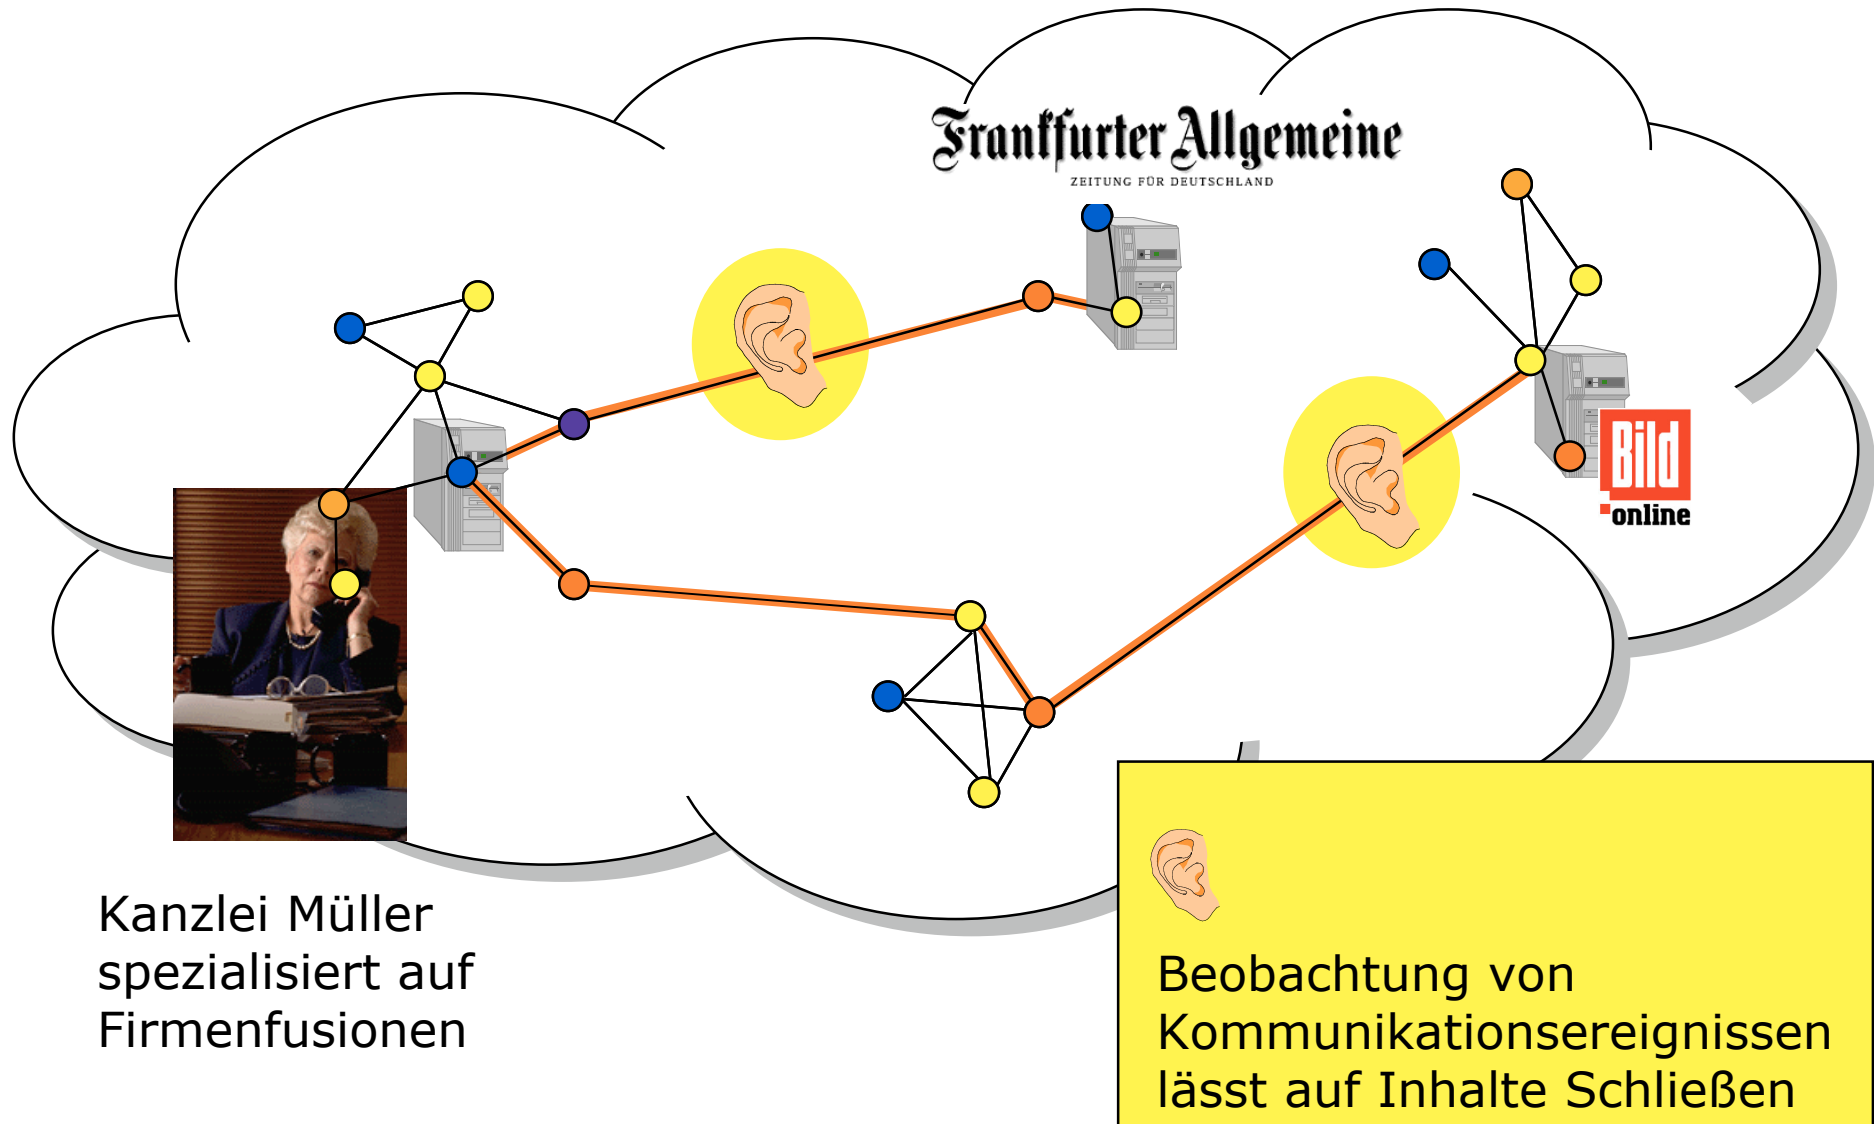 Frankfurter Allgemeine
ZEITUNG FÜR DEUTSCHLAND
Bild
online
Kanzlei Müller
spezialisiert auf
Firmenfusionen
Beobachtung von
Kommunikationsereignissen
lässt auf Inhalte Schließen